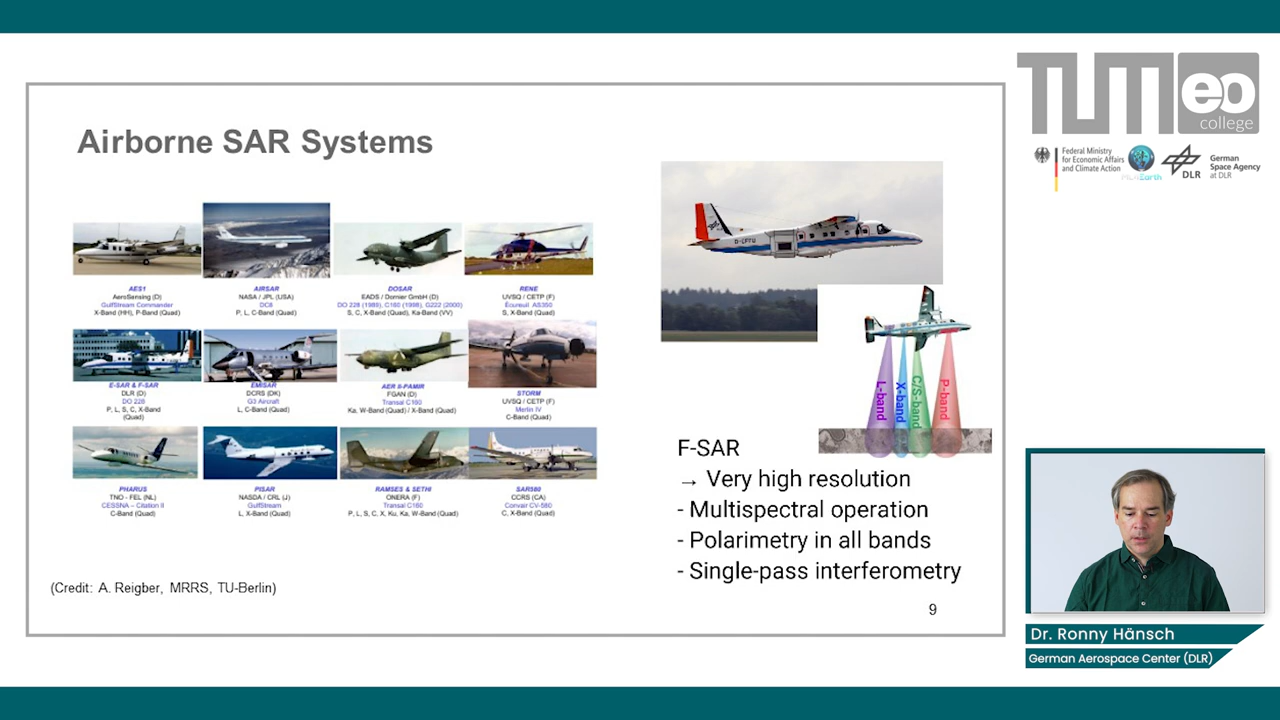 TUM eo college
Federal Ministry
for Economic Affairs
and Climate Action
DLR
German
Space Agency
at DLR
Airborne SAR Systems
D-CFFU
AES1
AeroSensing (D)
GulfStream Commander
X-Band (HH), P-Band (Quad)
AIRSAR
NASA / JPL (USA)
DC8
P, L, C-Band (Quad)
DOSAR
EADS / Dornier GmbH (D)
DO 228 (1989), C160 (1998), G222 (2000)
S, C, X-Band (Quad), Ka-Band (VV)
RENE
UVSQ / CETP (F)
Écureuil AS350
S, X-Band (Quad)
E-SAR & F-SAR
DLR (D)
DO 228
P, L, S, C, X-Band
(Quad)
EMISAR
DCRS (DK)
G3 Aircraft
L, C-Band (Quad)
AER II-PAMIR
FGAN (D)
Transal C160
Ka, W-Band (Quad) / X-Band (Quad)
STORM
UVSQ / CETP (F)
Merlin IV
C-Band (Quad)
PHARUS
TNO - FEL (NL)
CESSNA – Citation II
C-Band (Quad)
PISAR
NASDA / CRL (J)
GulfStream
L, X-Band (Quad)
RAMSES & SETHI
ONERA (F)
Transal C160
P, L, S, C, X, Ku, Ka, W-Band (Quad)
SAR580
CCRS (CA)
Convair CV-580
C, X-Band (Quad)
L-band
X-band
C/S-band
P-band
F-SAR
→ Very high resolution
- Multispectral operation
- Polarimetry in all bands
- Single-pass interferometry
(Credit: A. Reigber, MRRS, TU-Berlin)
9
Dr. Ronny Hänsch
German Aerospace Center (DLR)